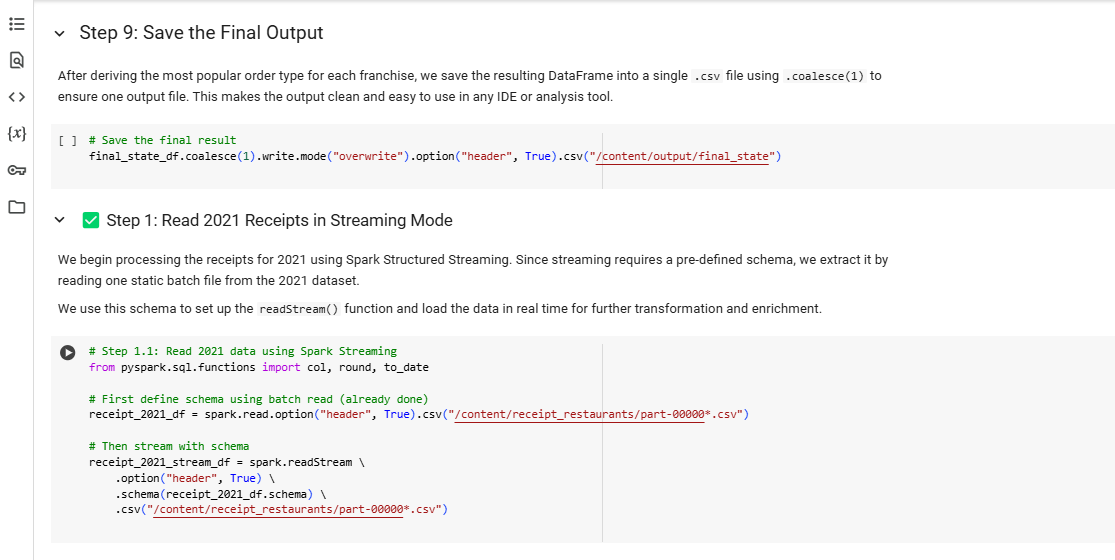 Step 9: Save the Final Output
After deriving the most popular order type for each franchise, we save the resulting DataFrame into a single .csv file using .coalesce(1) to
ensure one output file. This makes the output clean and easy to use in any IDE or analysis tool.
[ ] # Save the final result
final_state_df.coalesce(1).write.mode("overwrite").option("header", True).csv("/content/output/final_state")
Step 1: Read 2021 Receipts in Streaming Mode
We begin processing the receipts for 2021 using Spark Structured Streaming. Since streaming requires a pre-defined schema, we extract it by
reading one static batch file from the 2021 dataset.
We use this schema to set up the readStream() function and load the data in real time for further transformation and enrichment.
# Step 1.1: Read 2021 data using Spark Streaming
from pyspark.sql.functions import col, round, to_date
# First define schema using batch read (already done)
receipt_2021_df = spark.read.option("header", True).csv("/content/receipt_restaurants/part-00000*.csv")
# Then stream with schema
receipt_2021_stream_df = spark.readStream \
.option("header", True) \
.schema(receipt_2021_df.schema) \
.csv("/content/receipt_restaurants/part-00000*.csv")